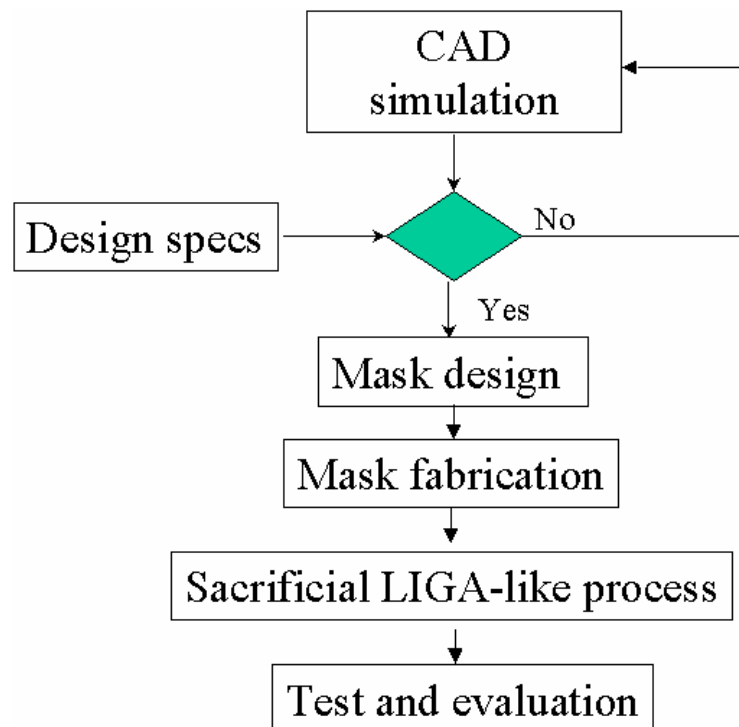 CAD
simulation
Design specs
No
Yes
Mask design
Mask fabrication
Sacrificial LIGA-like process
Test and evaluation